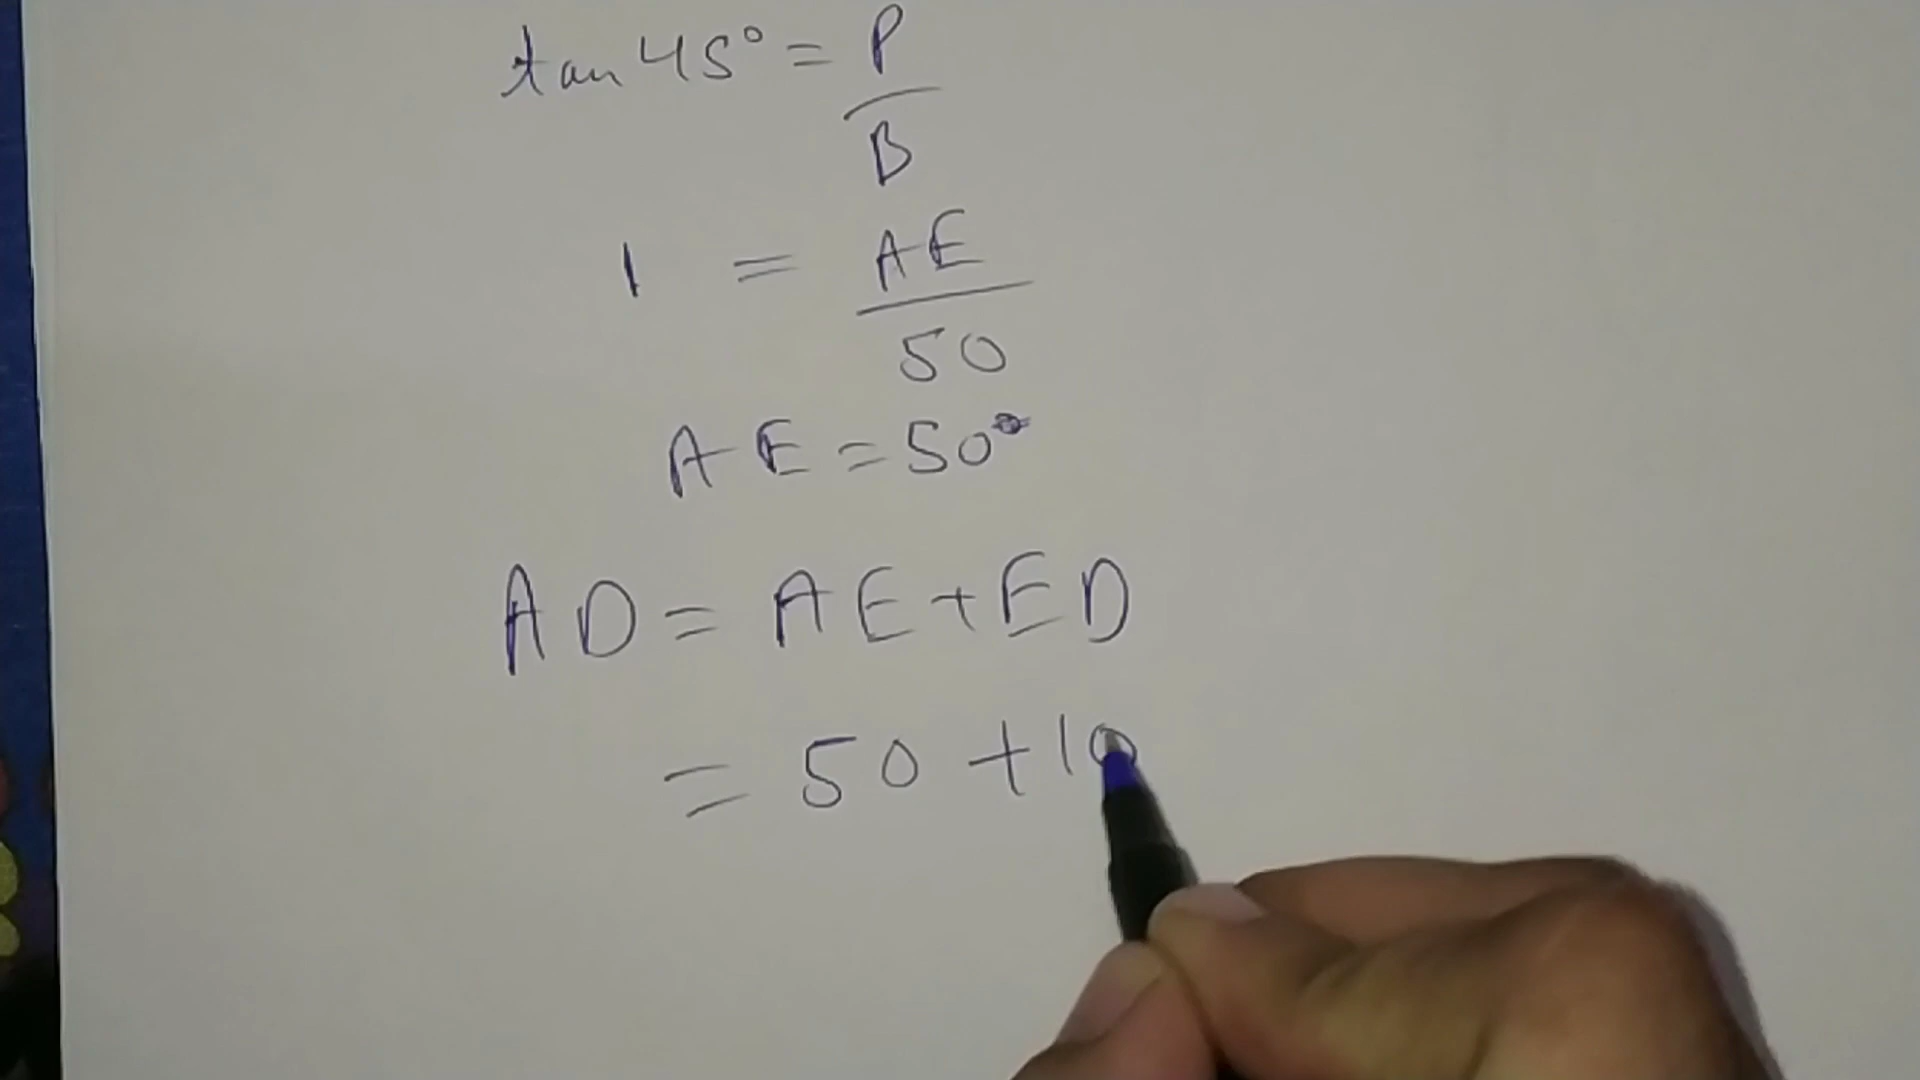 tan 45° = P
B
1 = AE
50
AE = 50
AD = AE + ED
= 50 + 10